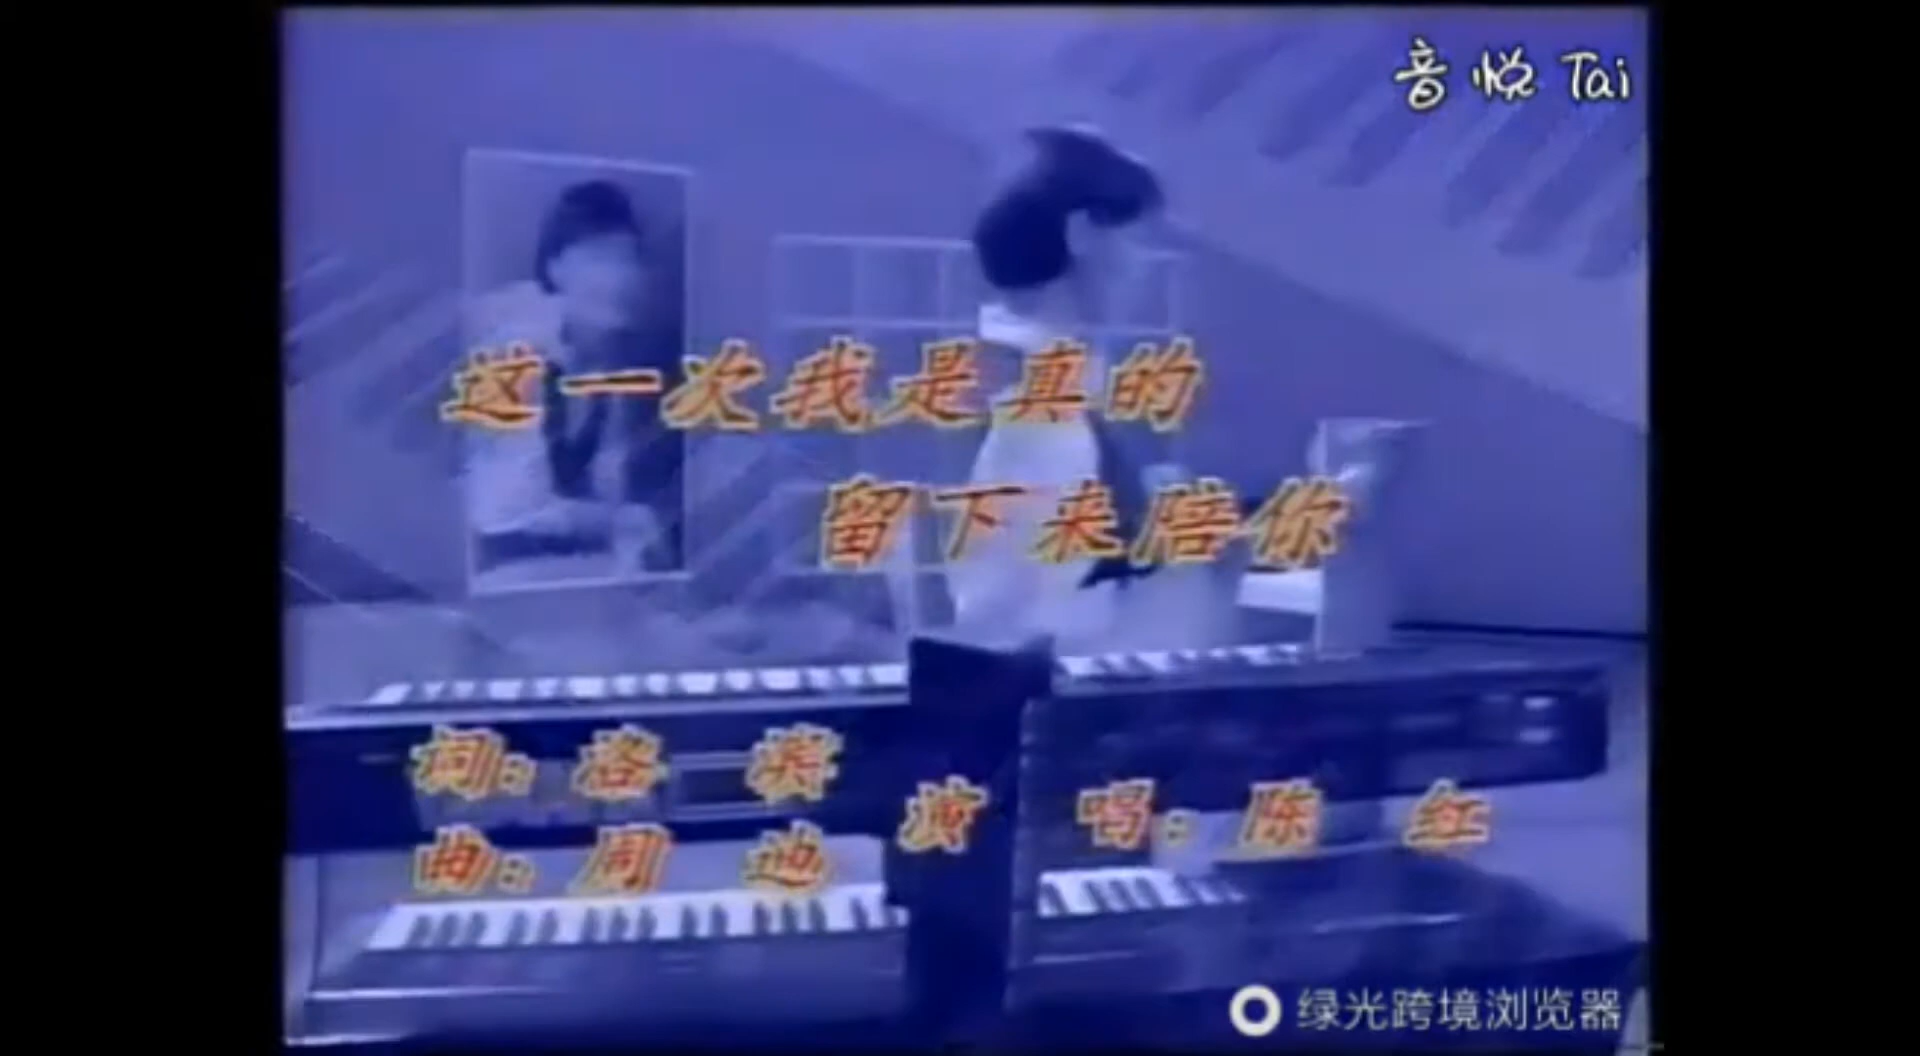 音悦Tai
这一次我是真的
留下来陪你
词：洛 滨
曲：周 迪
演 唱：陈 红
绿光跨境浏览器